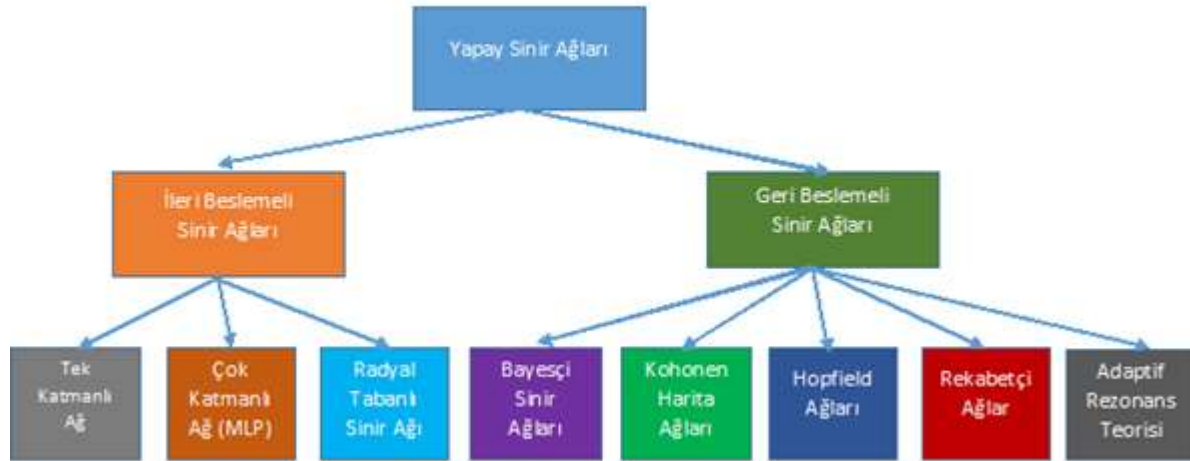 Yapay Sinir Ağları
İleri Beslemeli
Sinir Ağları
Geri Beslemeli
Sinir Ağları
Tek
Katmanlı
Ağ
Çok
Katmanlı
Ağ (MLP)
Radyal
Tabanlı
Sinir Ağı
Bayesçi
Sinir
Ağları
Kohonen
Harita
Ağları
Hopfield
Ağları
Rekabetçi
Ağlar
Adaptif
Rezonans
Teorisi